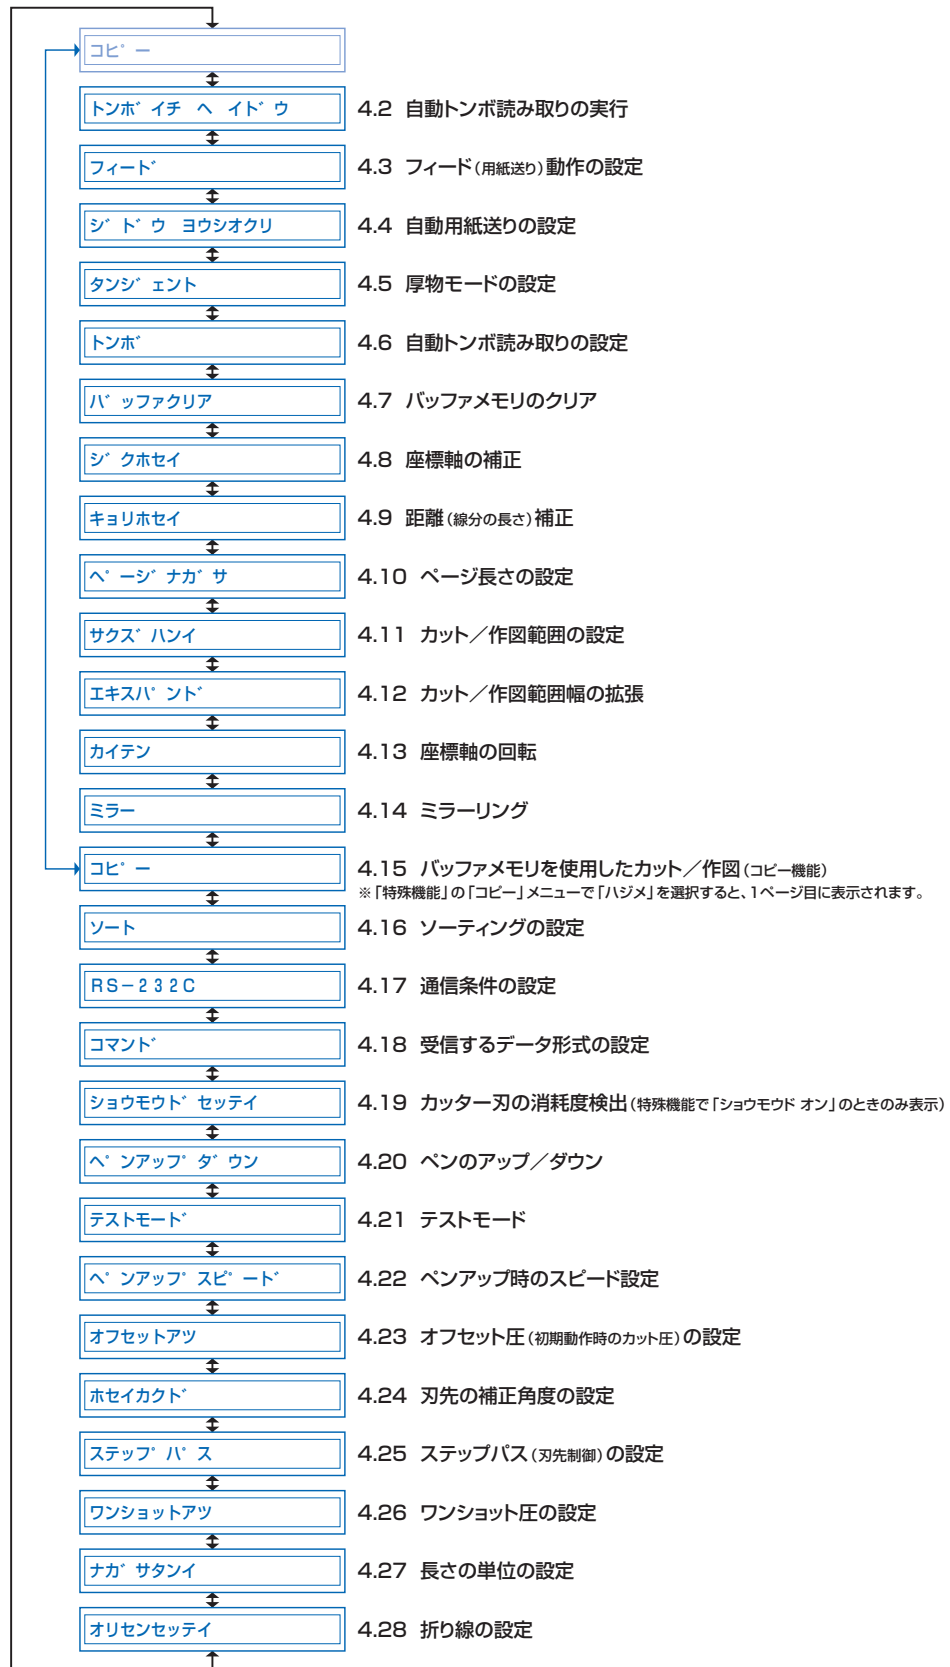 コピー
トンボイチ ヘ イドウ 4.2 自動トンボ読み取りの実行
フィード 4.3 フィード(用紙送り)動作の設定
ジドウ ヨウシオクリ 4.4 自動用紙送りの設定
タンジェント 4.5 厚物モードの設定
トンボ 4.6 自動トンボ読み取りの設定
バッファクリア 4.7 バッファメモリのクリア
ジクホセイ 4.8 座標軸の補正
キョリホセイ 4.9 距離(線分の長さ)補正
ページナガサ 4.10 ページ長さの設定
サクズハンイ 4.11 カット／作図範囲の設定
エキスパンド 4.12 カット／作図範囲幅の拡張
カイテン 4.13 座標軸の回転
ミラー 4.14 ミラーリング
コピー 4.15 バッファメモリを使用したカット／作図(コピー機能)
※「特殊機能」の「コピー」メニューで「ハジメ」を選択すると、1ページ目に表示されます。
ソート 4.16 ソーティングの設定
RS－232C 4.17 通信条件の設定
コマンド 4.18 受信するデータ形式の設定
ショウモウドセッテイ 4.19 カッター刃の消耗度検出(特殊機能で「ショウモウド オン」のときのみ表示)
ペンアップダウン 4.20 ペンのアップ／ダウン
テストモード 4.21 テストモード
ペンアップスピード 4.22 ペンアップ時のスピード設定
オフセットアツ 4.23 オフセット圧(初期動作時のカット圧)の設定
ホセイカクド 4.24 刃先の補正角度の設定
ステップパス 4.25 ステップパス(刃先制御)の設定
ワンショットアツ 4.26 ワンショット圧の設定
ナガサタンイ 4.27 長さの単位の設定
オリセンセッテイ 4.28 折り線の設定